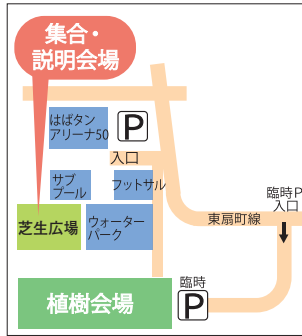 集合・
説明会場
はばタン
アリーナ50
P
入口
サブ
プール
フットサル
臨時P
入口
芝生広場
ウォーター
パーク
東扇町線
植樹会場
臨時
P